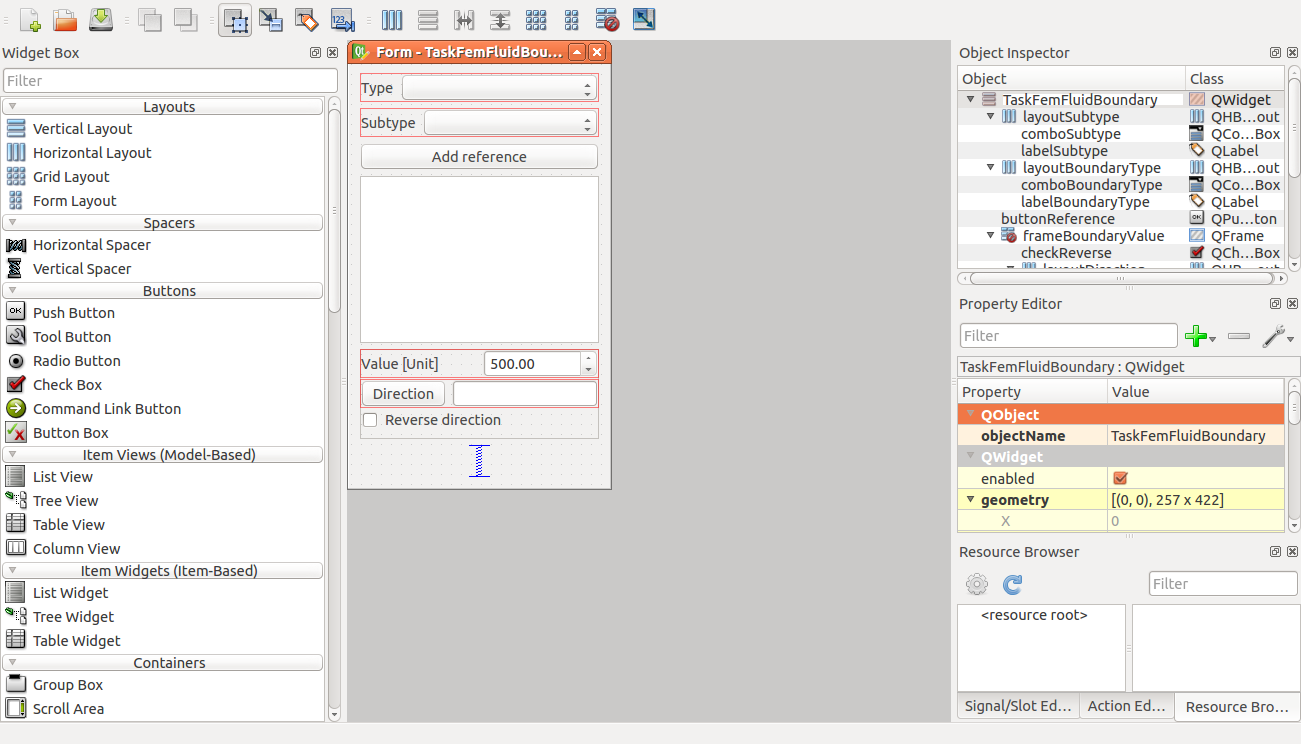 Widget Box
Filter
Layouts
Vertical Layout
Horizontal Layout
Grid Layout
Form Layout
Spacers
Horizontal Spacer
Vertical Spacer
Buttons
OK Push Button
Tool Button
Radio Button
Check Box
Command Link Button
Button Box
Item Views (Model-Based)
List View
Tree View
Table View
Column View
Item Widgets (Item-Based)
List Widget
Tree Widget
Table Widget
Containers
Group Box
Scroll Area
123
Form - TaskFemFluidBou...
Type
Subtype
Add reference
Value [Unit] 500.00
Direction
Reverse direction
Object Inspector
Object Class
TaskFemFluidBoundary QWidget
layoutSubtype QHB...out
comboSubtype QCo...Box
labelSubtype QLabel
layoutBoundaryType QHB...out
comboBoundaryType QCo...Box
labelBoundaryType QLabel
buttonReference OK QPu...ton
frameBoundaryValue QFrame
checkReverse QCh...Box
layoutDirection QHB...out
Property Editor
Filter
TaskFemFluidBoundary : QWidget
Property Value
QObject
objectName TaskFemFluidBoundary
QWidget
enabled
geometry [(0, 0), 257 x 422]
X 0
Resource Browser
Filter
<resource root>
Signal/Slot Ed... Action Ed... Resource Bro...